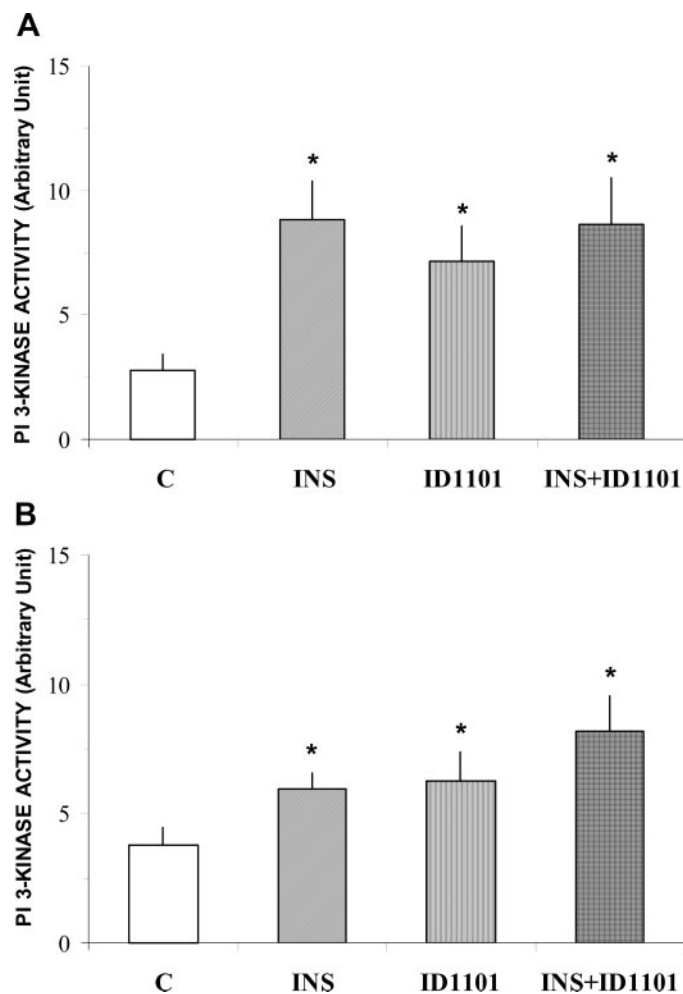 A
PI 3-KINASE ACTIVITY (Arbitrary Unit)
15
10
5
0
* * *
C INS ID1101 INS+ID1101
B
PI 3-KINASE ACTIVITY (Arbitrary Unit)
15
10
5
0
* * *
C INS ID1101 INS+ID1101